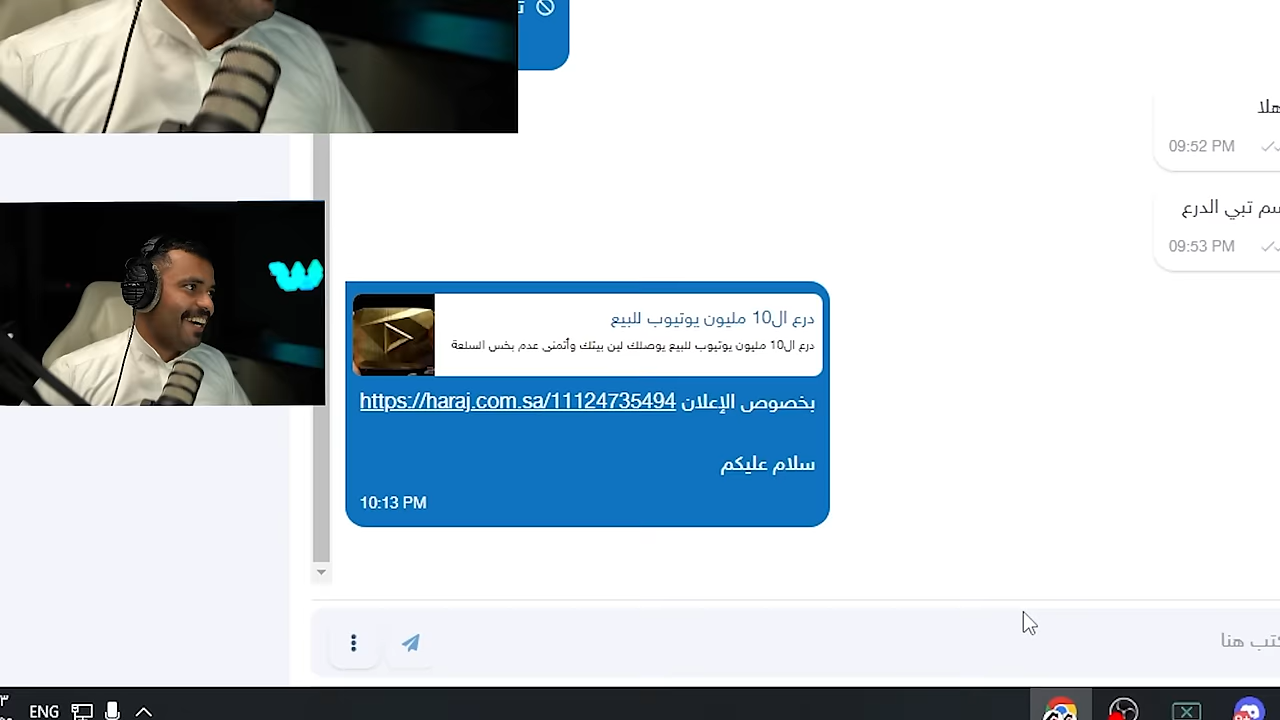 09:52 PM
09:53 PM
تبي الدرع
درع ال10 مليون يوتيوب للبيع
درع ال10 مليون يوتيوب للبيع يوصلك لين بيتك وأتمنى عدم بخس السلعة
بخصوص الإعلان https://haraj.com.sa/11124735494
سلام عليكم
10:13 PM
هنا
ENG